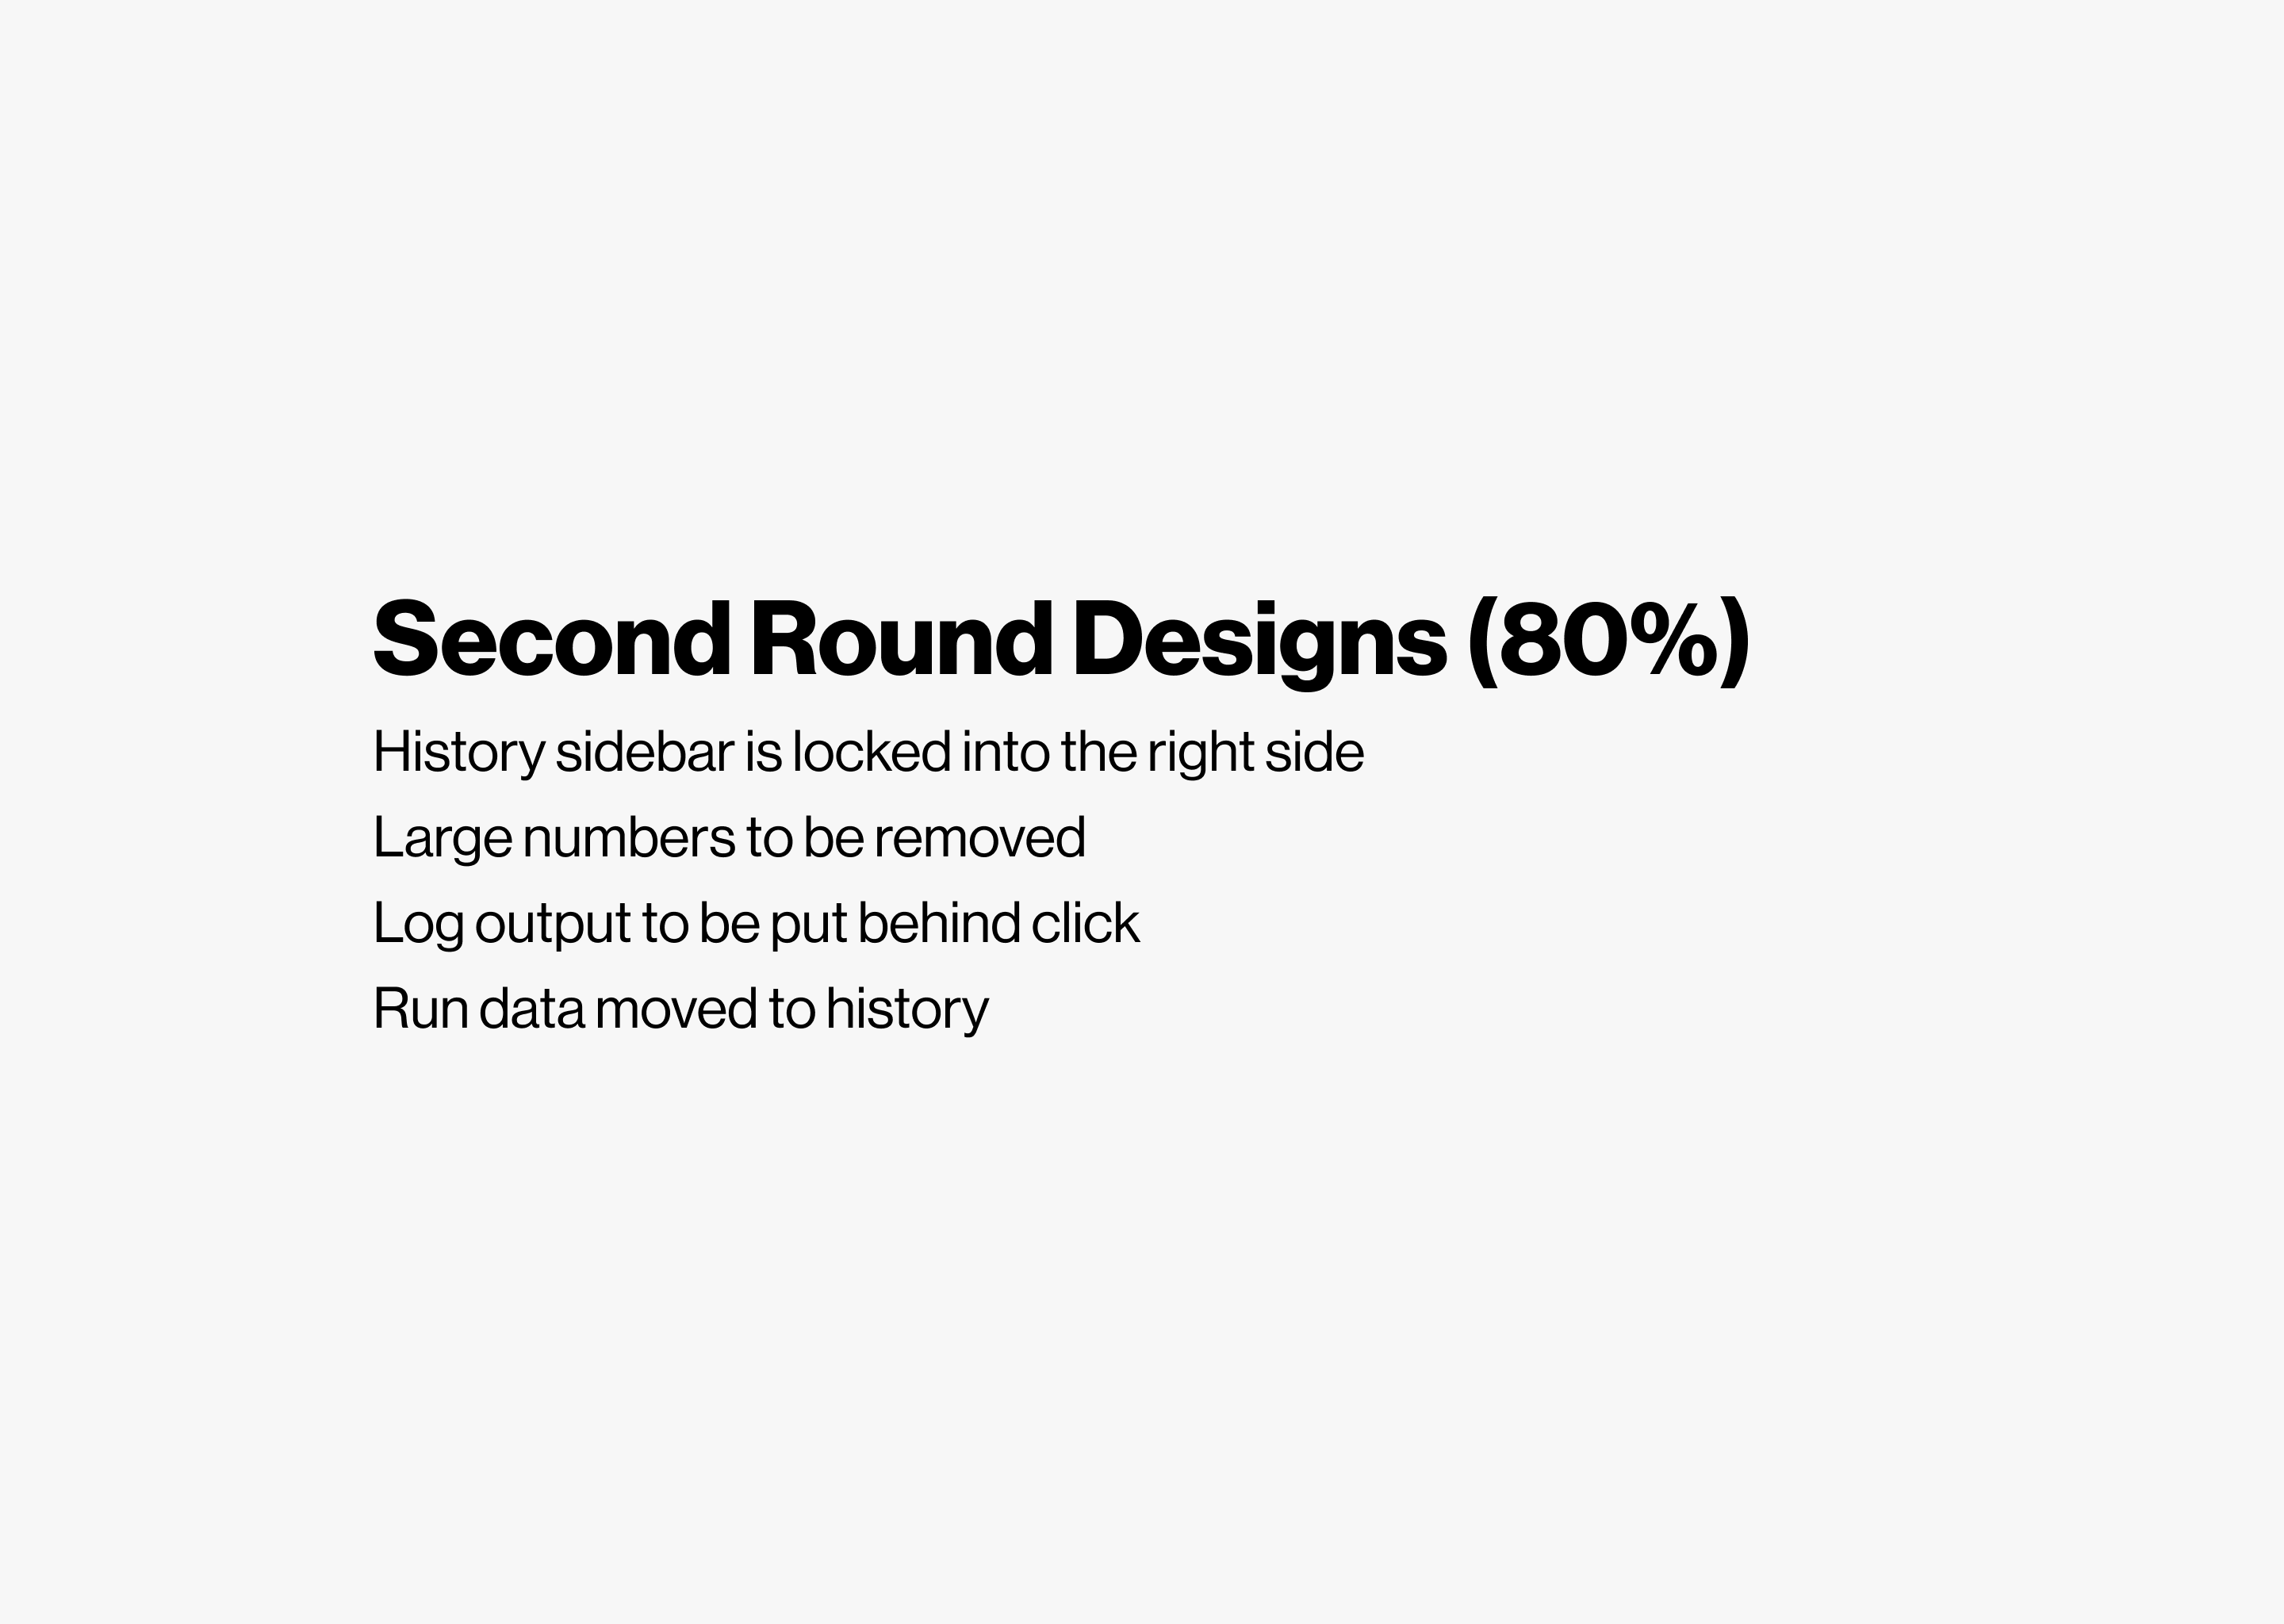 Second Round Designs (80%)
History sidebar is locked into the right side
Large numbers to be removed
Log output to be put behind click
Run data moved to history